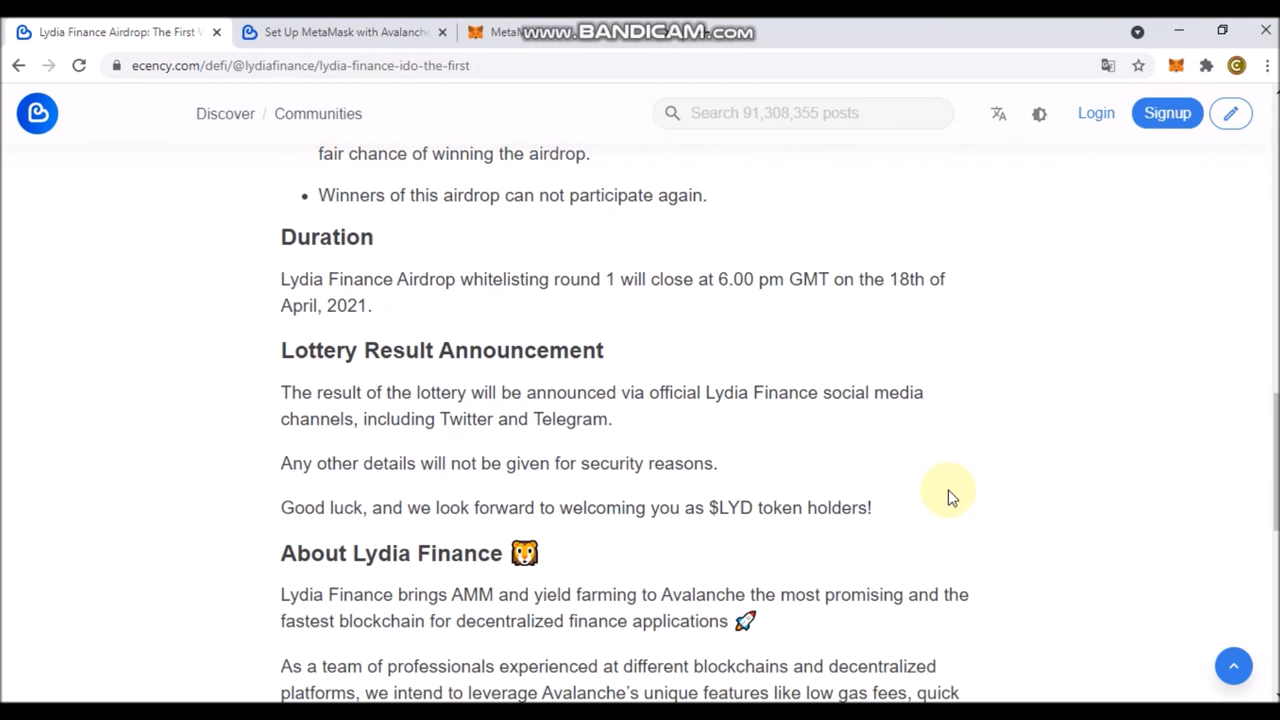 Lydia Finance Airdrop: The First
Set Up MetaMask with Avalanche
www.BANDICAM.com
ecency.com/defi/@lydiafinance/lydia-finance-ido-the-first
Discover / Communities
Search 91,308,355 posts
Login
Signup
fair chance of winning the airdrop.
• Winners of this airdrop can not participate again.
Duration
Lydia Finance Airdrop whitelisting round 1 will close at 6.00 pm GMT on the 18th of
April, 2021.
Lottery Result Announcement
The result of the lottery will be announced via official Lydia Finance social media
channels, including Twitter and Telegram.
Any other details will not be given for security reasons.
Good luck, and we look forward to welcoming you as $LYD token holders!
About Lydia Finance 🐯
Lydia Finance brings AMM and yield farming to Avalanche the most promising and the
fastest blockchain for decentralized finance applications 🚀
As a team of professionals experienced at different blockchains and decentralized
platforms, we intend to leverage Avalanche’s unique features like low gas fees, quick